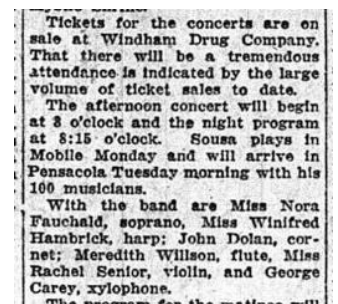 Tickets for the concerts are on
sale at Windham Drug Company.
That there will be a tremendous
attendance is indicated by the large
volume of ticket sales to date.
The afternoon concert will begin
at 3 o'clock and the night program
at 8:15 o'clock. Sousa plays in
Mobile Monday and will arrive in
Pensacola Tuesday morning with his
100 musicians.
With the band are Miss Nora
Fauchald, soprano, Miss Winifred
Hambrick, harp; John Dolan, cor-
net; Meredith Willson, flute, Miss
Rachel Senior, violin, and George
Carey, xylophone.
The program for the matinee will